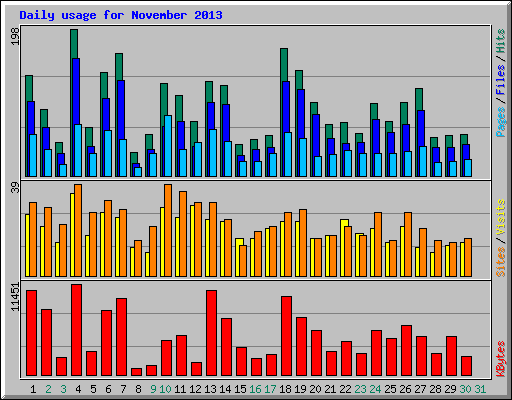 Daily usage for November 2013
198
Pages / Files / Hits
39
Sites / Visits
11451
KBytes
1 2 3 4 5 6 7 8 9 10 11 12 13 14 15 16 17 18 19 20 21 22 23 24 25 26 27 28 29 30 31